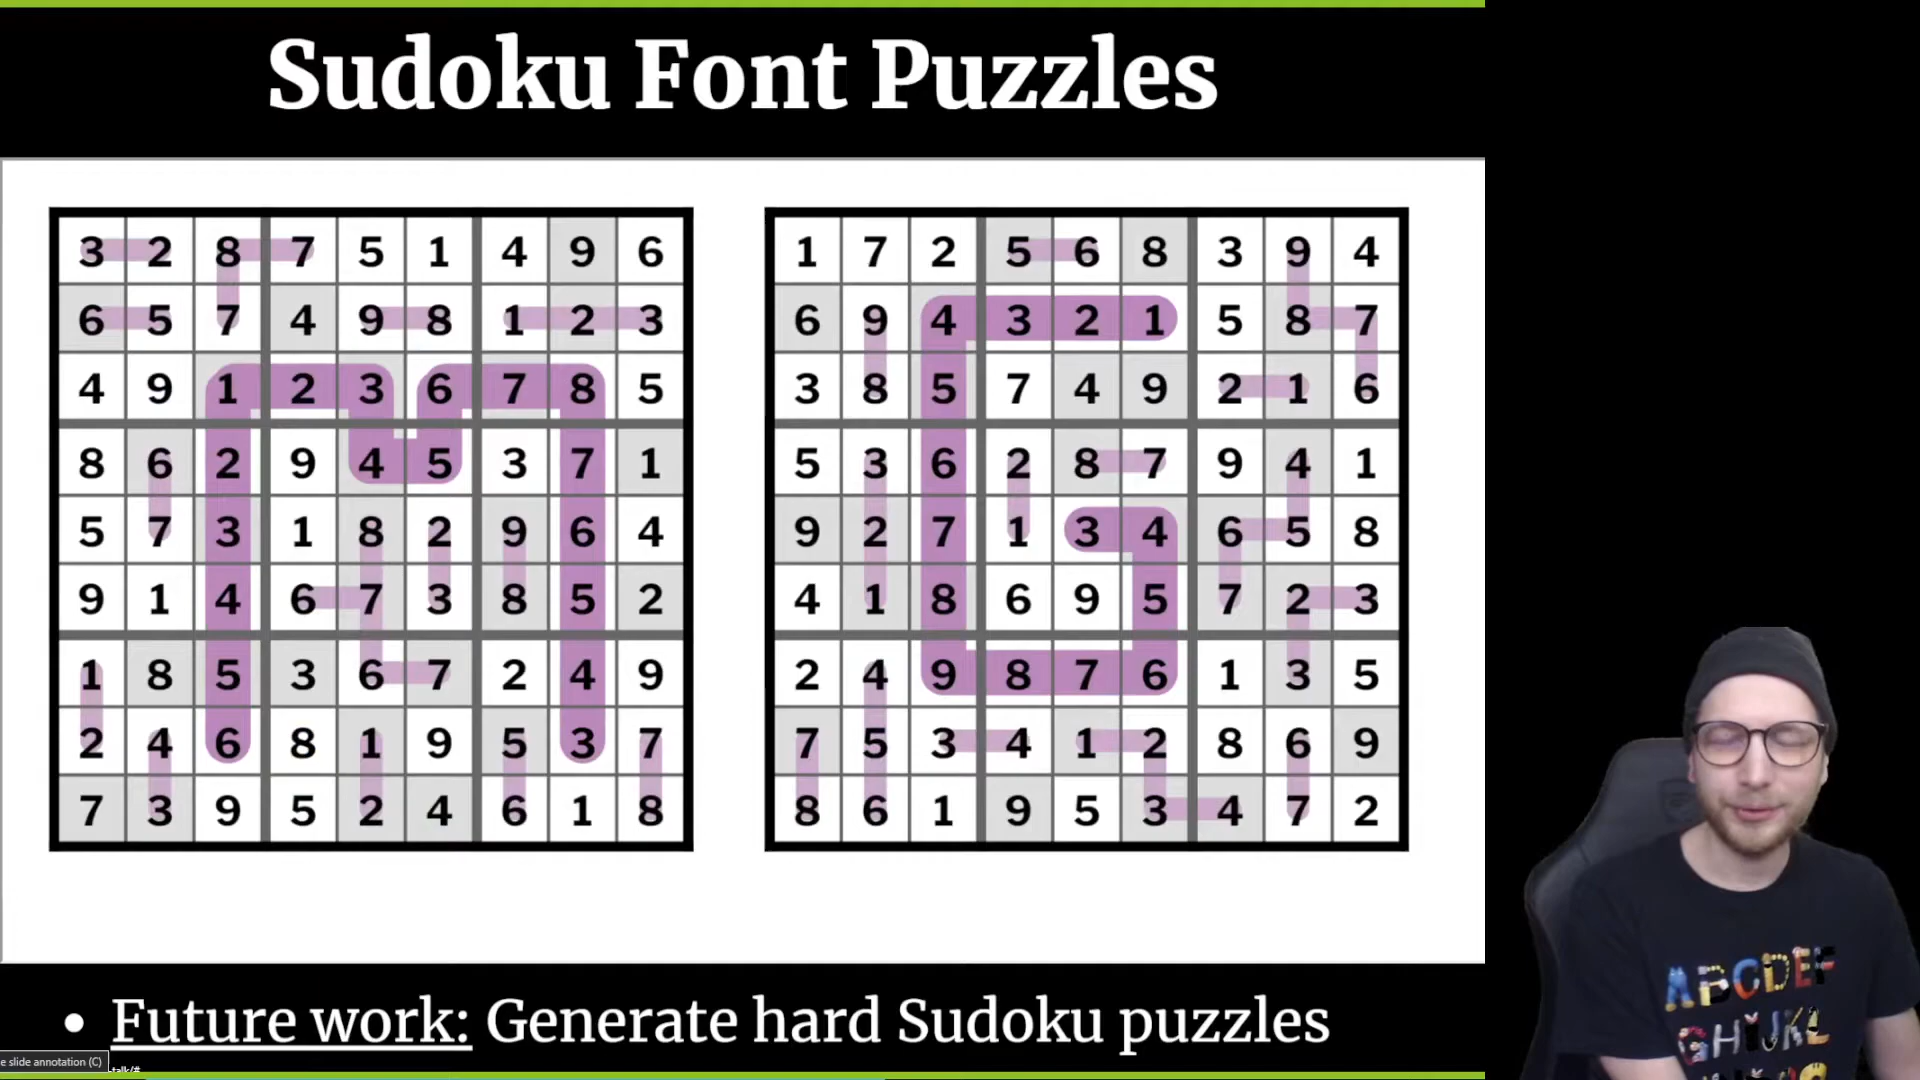 Sudoku Font Puzzles
3 2 8 7 5 1 4 9 6
6 5 7 4 9 8 1 2 3
4 9 1 2 3 6 7 8 5
8 6 2 9 4 5 3 7 1
5 7 3 1 8 2 9 6 4
9 1 4 6 7 3 8 5 2
1 8 5 3 6 7 2 4 9
2 4 6 8 1 9 5 3 7
7 3 9 5 2 4 6 1 8
1 7 2 5 6 8 3 9 4
6 9 4 3 2 1 5 8 7
3 8 5 7 4 9 2 1 6
5 3 6 2 8 7 9 4 1
9 2 7 1 3 4 6 5 8
4 1 8 6 9 5 7 2 3
2 4 9 8 7 6 1 3 5
7 5 3 4 1 2 8 6 9
8 6 1 9 5 3 4 7 2
• Future work: Generate hard Sudoku puzzles
e slide annotation (C)
-talk/#
ABCDEF
GHIJKL